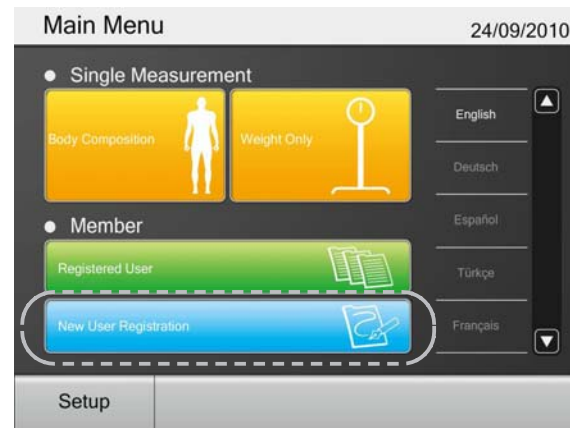 Main Menu
24/09/2010
Single Measurement
Body Composition
Weight Only
Member
Registered User
New User Registration
English
Deutsch
Español
Türkçe
Français
Setup